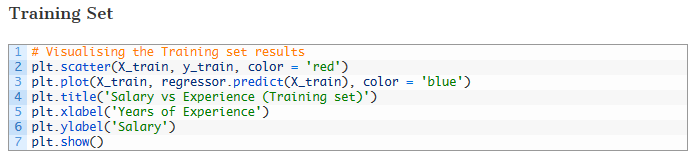 Training Set
1 # Visualising the Training set results
2 plt.scatter(X_train, y_train, color = 'red')
3 plt.plot(X_train, regressor.predict(X_train), color = 'blue')
4 plt.title('Salary vs Experience (Training set)')
5 plt.xlabel('Years of Experience')
6 plt.ylabel('Salary')
7 plt.show()